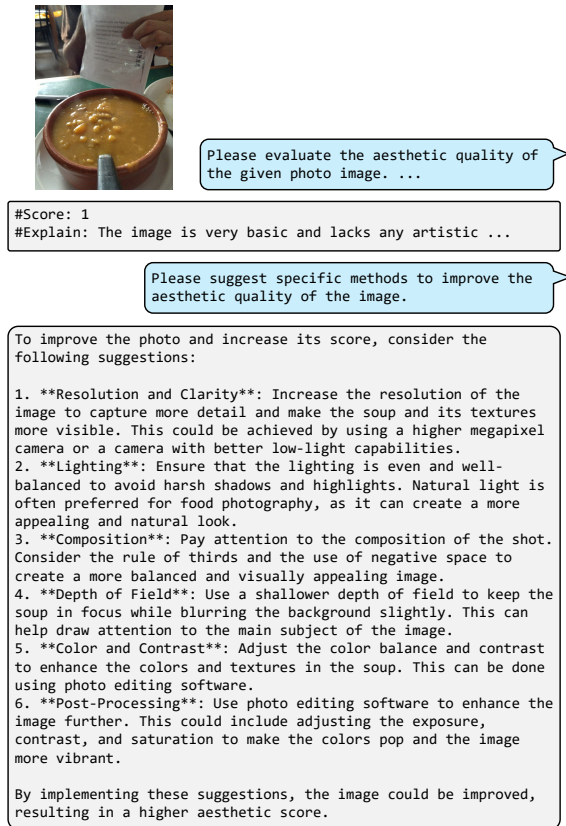 Please evaluate the aesthetic quality of
the given photo image. ...
#Score: 1
#Explain: The image is very basic and lacks any artistic ...
Please suggest specific methods to improve the
aesthetic quality of the image.
To improve the photo and increase its score, consider the
following suggestions:
1. **Resolution and Clarity**: Increase the resolution of the
image to capture more detail and make the soup and its textures
more visible. This could be achieved by using a higher megapixel
camera or a camera with better low-light capabilities.
2. **Lighting**: Ensure that the lighting is even and well-
balanced to avoid harsh shadows and highlights. Natural light is
often preferred for food photography, as it can create a more
appealing and natural look.
3. **Composition**: Pay attention to the composition of the shot.
Consider the rule of thirds and the use of negative space to
create a more balanced and visually appealing image.
4. **Depth of Field**: Use a shallower depth of field to keep the
soup in focus while blurring the background slightly. This can
help draw attention to the main subject of the image.
5. **Color and Contrast**: Adjust the color balance and contrast
to enhance the colors and textures in the soup. This can be done
using photo editing software.
6. **Post-Processing**: Use photo editing software to enhance the
image further. This could include adjusting the exposure,
contrast, and saturation to make the colors pop and the image
more vibrant.
By implementing these suggestions, the image could be improved,
resulting in a higher aesthetic score.